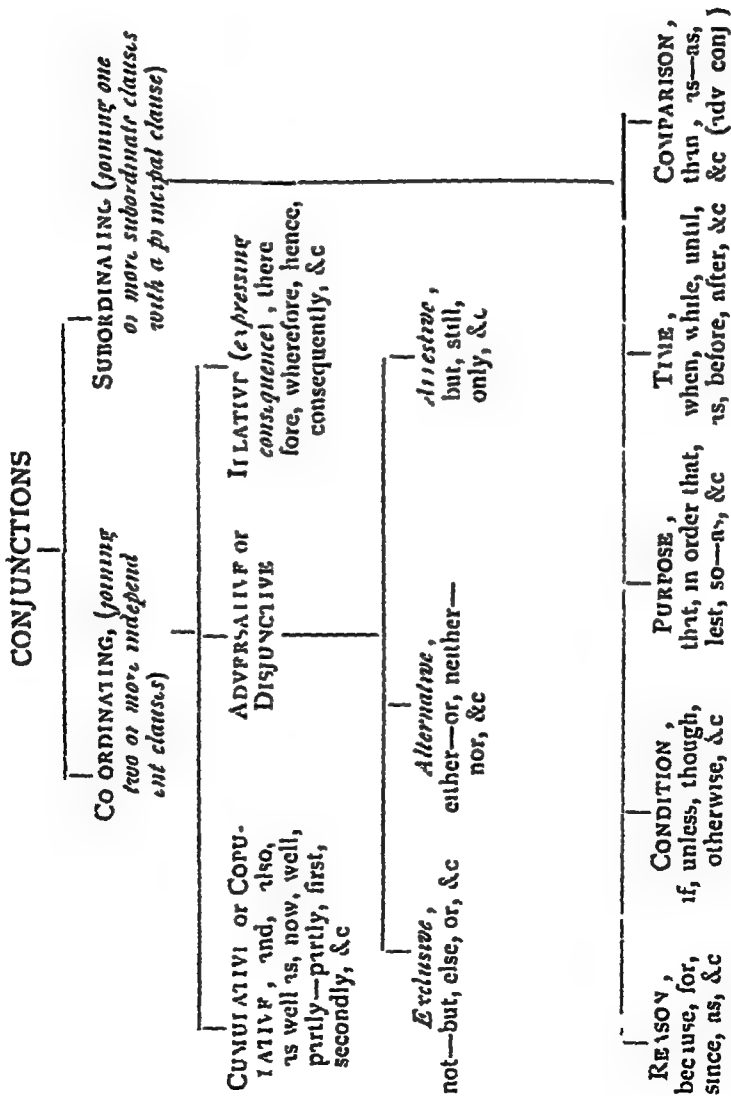 CONJUNCTIONS
CO ORDINATING, (joining
two or more independ
ent clauses)
SUBORDINATING (joining one
or more subordinate clauses
with a principal clause)
CUMULATIVE or COPU-
LATIVE, and, also,
as well as, now, well,
partly—partly, first,
secondly, &c
ADVERSATIVE or
DISJUNCTIVE
ILLATIVE (expressing
consequence), there
fore, wherefore, hence,
consequently, &c
Exclusive,
not—but, else, or, &c
Alternative,
either—or, neither—
nor, &c
Arrestive,
but, still,
only, &c
REASON,
because, for,
since, as, &c
CONDITION,
if, unless, though,
otherwise, &c
PURPOSE,
that, in order that,
lest, so—as, &c
TIME,
when, while, until,
as, before, after, &c
COMPARISON,
than, as—as,
&c (adv conj)